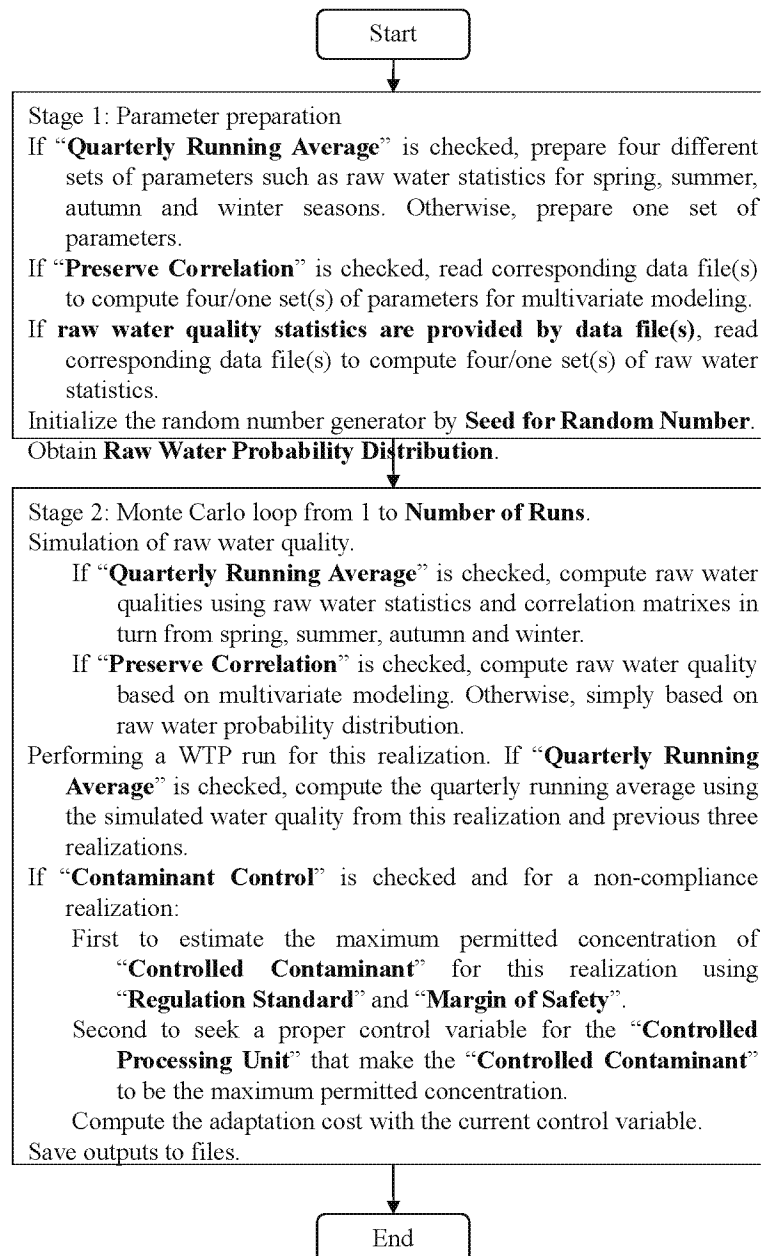 Start
Stage 1: Parameter preparation
If “Quarterly Running Average” is checked, prepare four different
sets of parameters such as raw water statistics for spring, summer,
autumn and winter seasons. Otherwise, prepare one set of
parameters.
If “Preserve Correlation” is checked, read corresponding data file(s)
to compute four/one set(s) of parameters for multivariate modeling.
If raw water quality statistics are provided by data file(s), read
corresponding data file(s) to compute four/one set(s) of raw water
statistics.
Initialize the random number generator by Seed for Random Number.
Obtain Raw Water Probability Distribution.
Stage 2: Monte Carlo loop from 1 to Number of Runs.
Simulation of raw water quality.
If “Quarterly Running Average” is checked, compute raw water
qualities using raw water statistics and correlation matrixes in
turn from spring, summer, autumn and winter.
If “Preserve Correlation” is checked, compute raw water quality
based on multivariate modeling. Otherwise, simply based on
raw water probability distribution.
Performing a WTP run for this realization. If “Quarterly Running
Average” is checked, compute the quarterly running average using
the simulated water quality from this realization and previous three
realizations.
If “Contaminant Control” is checked and for a non-compliance
realization:
First to estimate the maximum permitted concentration of
“Controlled Contaminant” for this realization using
“Regulation Standard” and “Margin of Safety”.
Second to seek a proper control variable for the “Controlled
Processing Unit” that make the “Controlled Contaminant”
to be the maximum permitted concentration.
Compute the adaptation cost with the current control variable.
Save outputs to files.
End